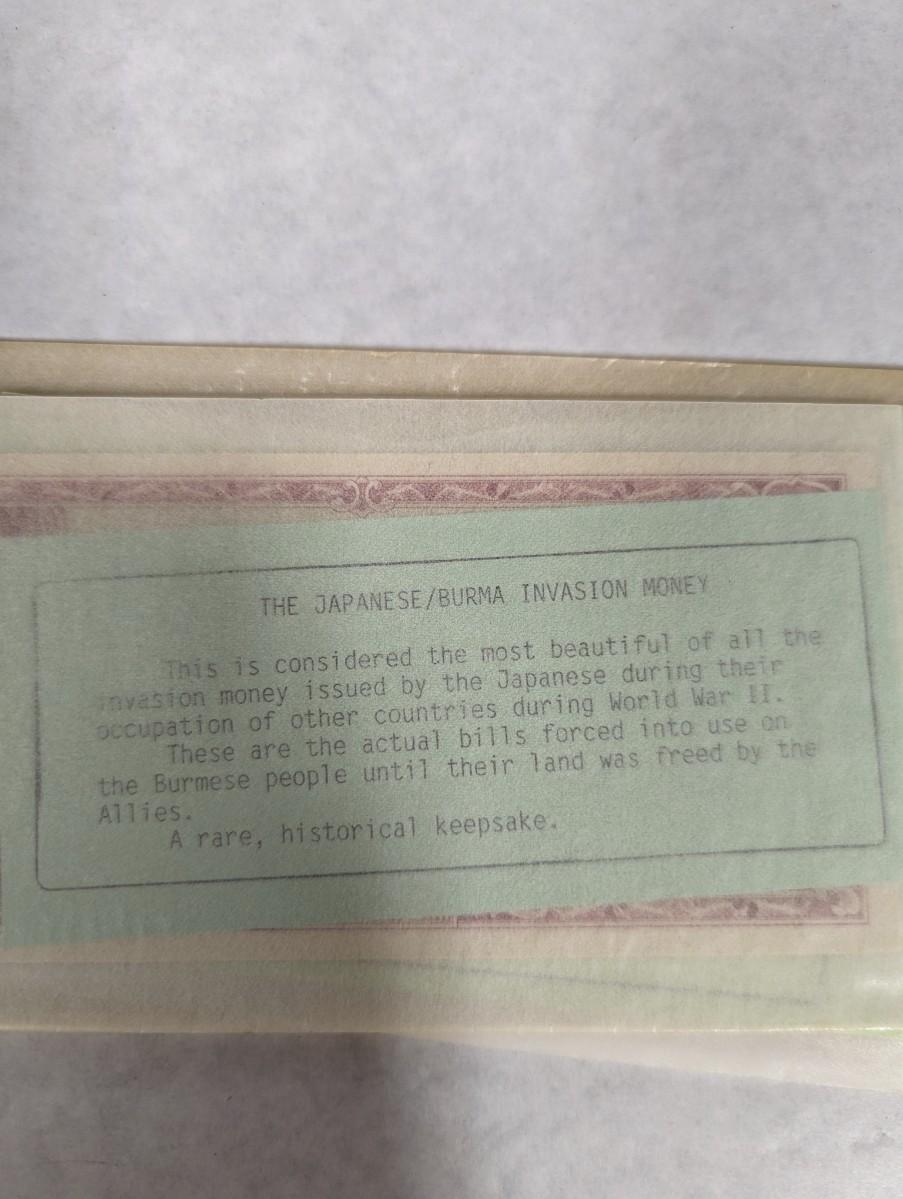 THE JAPANESE/BURMA INVASION MONEY
This is considered the most beautiful of all the
invasion money issued by the Japanese during their
occupation of other countries during World War II.
These are the actual bills forced into use on
the Burmese people until their land was freed by the
Allies.
A rare, historical keepsake.